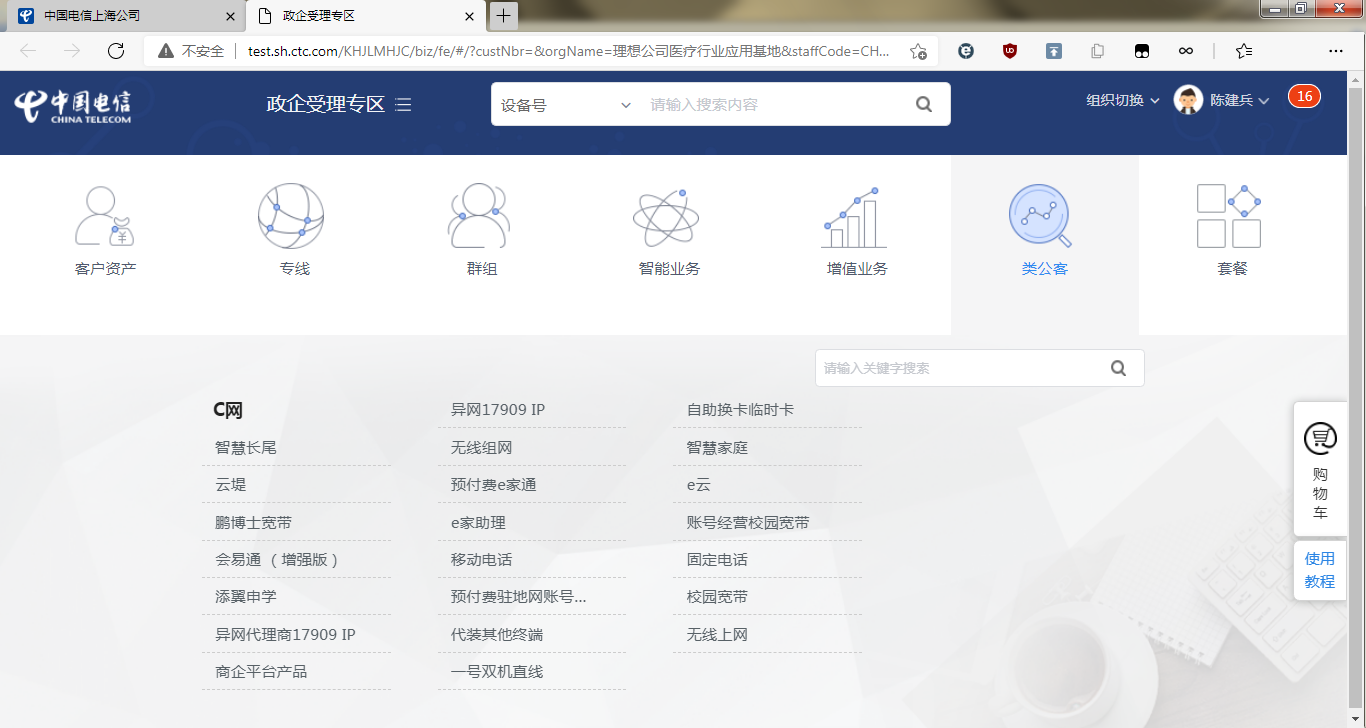 中国电信上海公司
政企受理专区
不安全
test.sh.ctc.com/KHJLMHJC/biz/fe/#/?custNbr=&orgName=理想公司医疗行业应用基地&staffCode=CH...
中国电信
CHINA TELECOM
政企受理专区
设备号
请输入搜索内容
组织切换
陈建兵
16
客户资产
专线
群组
智能业务
增值业务
类公客
套餐
请输入关键字搜索
C网
异网17909 IP
自助换卡临时卡
智慧长尾
无线组网
智慧家庭
云堤
预付费e家通
e云
鹏博士宽带
e家助理
账号经营校园宽带
会易通 （增强版）
移动电话
固定电话
添翼申学
预付费驻地网账号...
校园宽带
异网代理商17909 IP
代装其他终端
无线上网
商企平台产品
一号双机直线
购
物
车
使用
教程